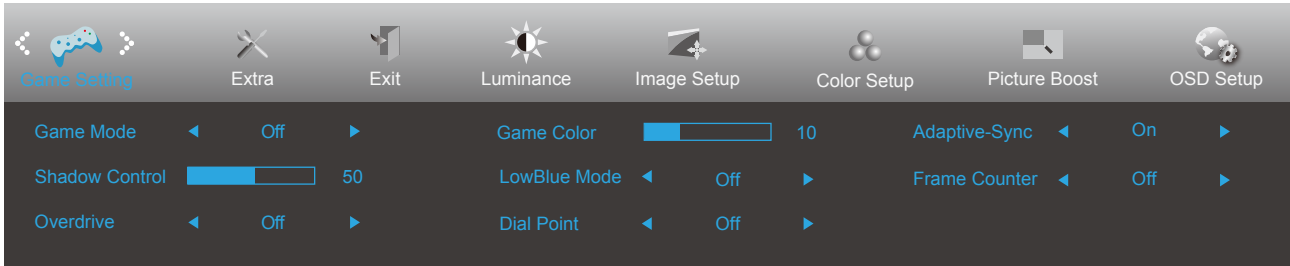 Game Setting
Extra
Exit
Luminance
Image Setup
Color Setup
Picture Boost
OSD Setup
Game Mode Off
Game Color 10
Adaptive-Sync On
Shadow Control 50
LowBlue Mode Off
Frame Counter Off
Overdrive Off
Dial Point Off